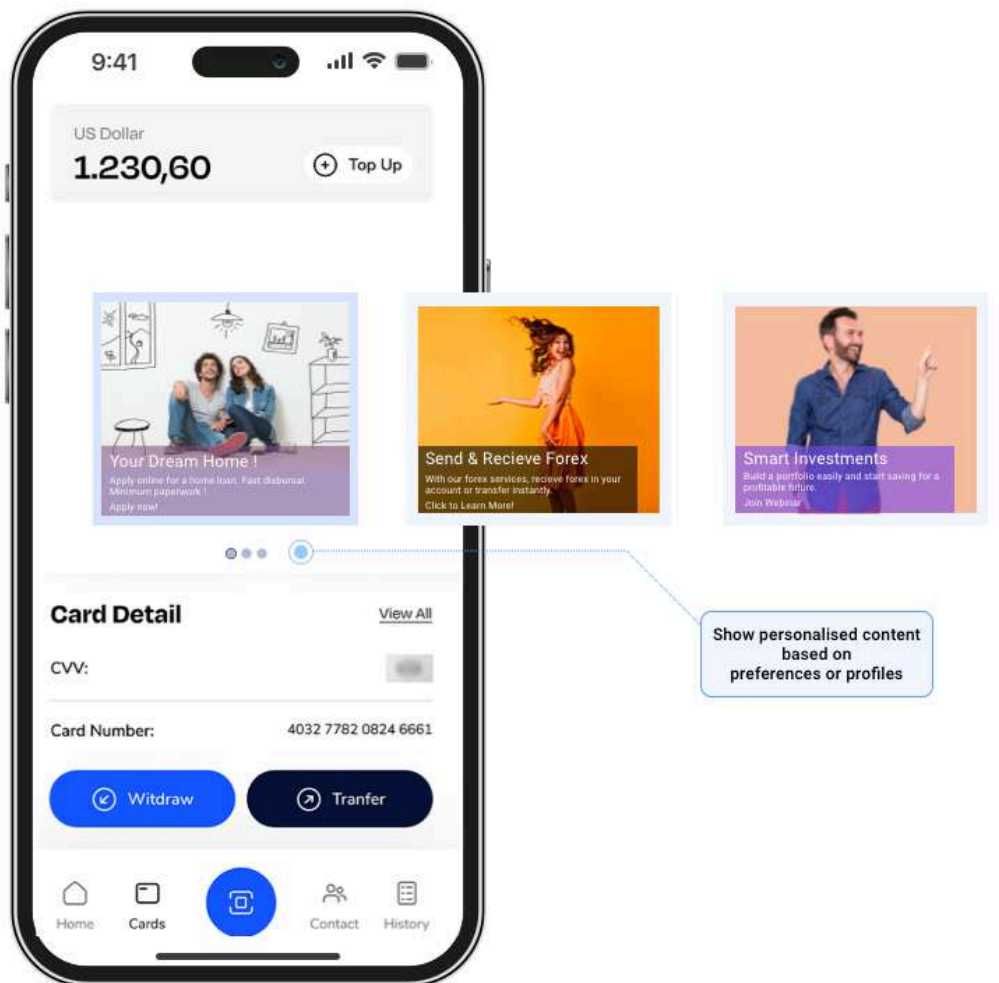 9:41
US Dollar
1.230,60
Top Up
Your Dream Home !
Apply online for a home loan. Fast disbursal.
Minimum paperwork !
Apply now!
Send & Recieve Forex
With our forex services, recieve forex in your
account or transfer instantly.
Click to Learn More!
Smart Investments
Build a portfolio easily and start saving for a
profitable future.
Join Webinar
Card Detail
View All
CVV:
Card Number:
4032 7782 0824 6661
Witdraw
Tranfer
Home
Cards
Contact
History
Show personalised content
based on
preferences or profiles